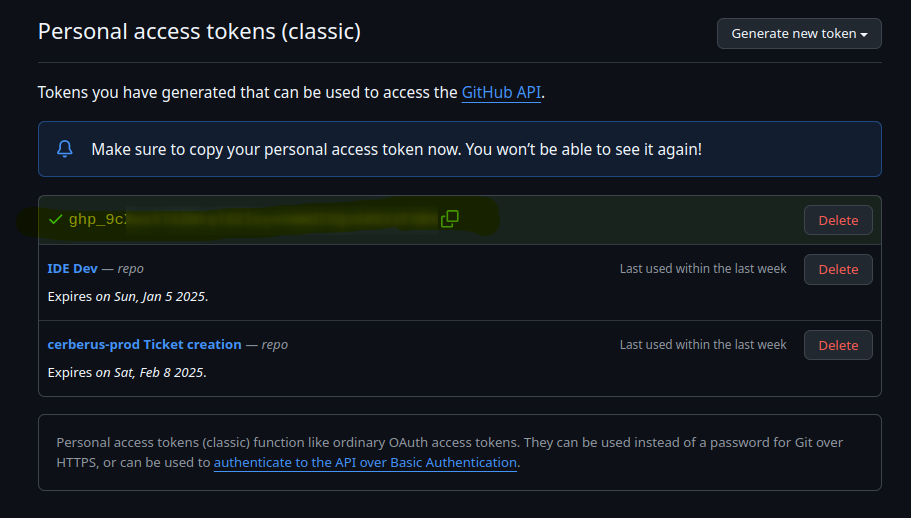 Personal access tokens (classic)
Generate new token
Tokens you have generated that can be used to access the GitHub API.
Make sure to copy your personal access token now. You won't be able to see it again!
ghp_9c
Delete
IDE Dev — repo
Last used within the last week
Delete
Expires on Sun, Jan 5 2025.
cerberus-prod Ticket creation — repo
Last used within the last week
Delete
Expires on Sat, Feb 8 2025.
Personal access tokens (classic) function like ordinary OAuth access tokens. They can be used instead of a password for Git over
HTTPS, or can be used to authenticate to the API over Basic Authentication.